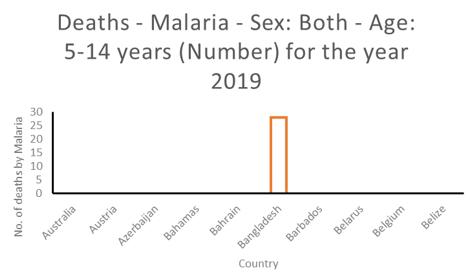 Deaths - Malaria - Sex: Both - Age:
5-14 years (Number) for the year
2019
No. of deaths by Malaria
30
25
20
15
10
5
0
Australia
Austria
Azerbaijan
Bahamas
Bahrain
Bangladesh
Barbados
Belarus
Belgium
Belize
Country